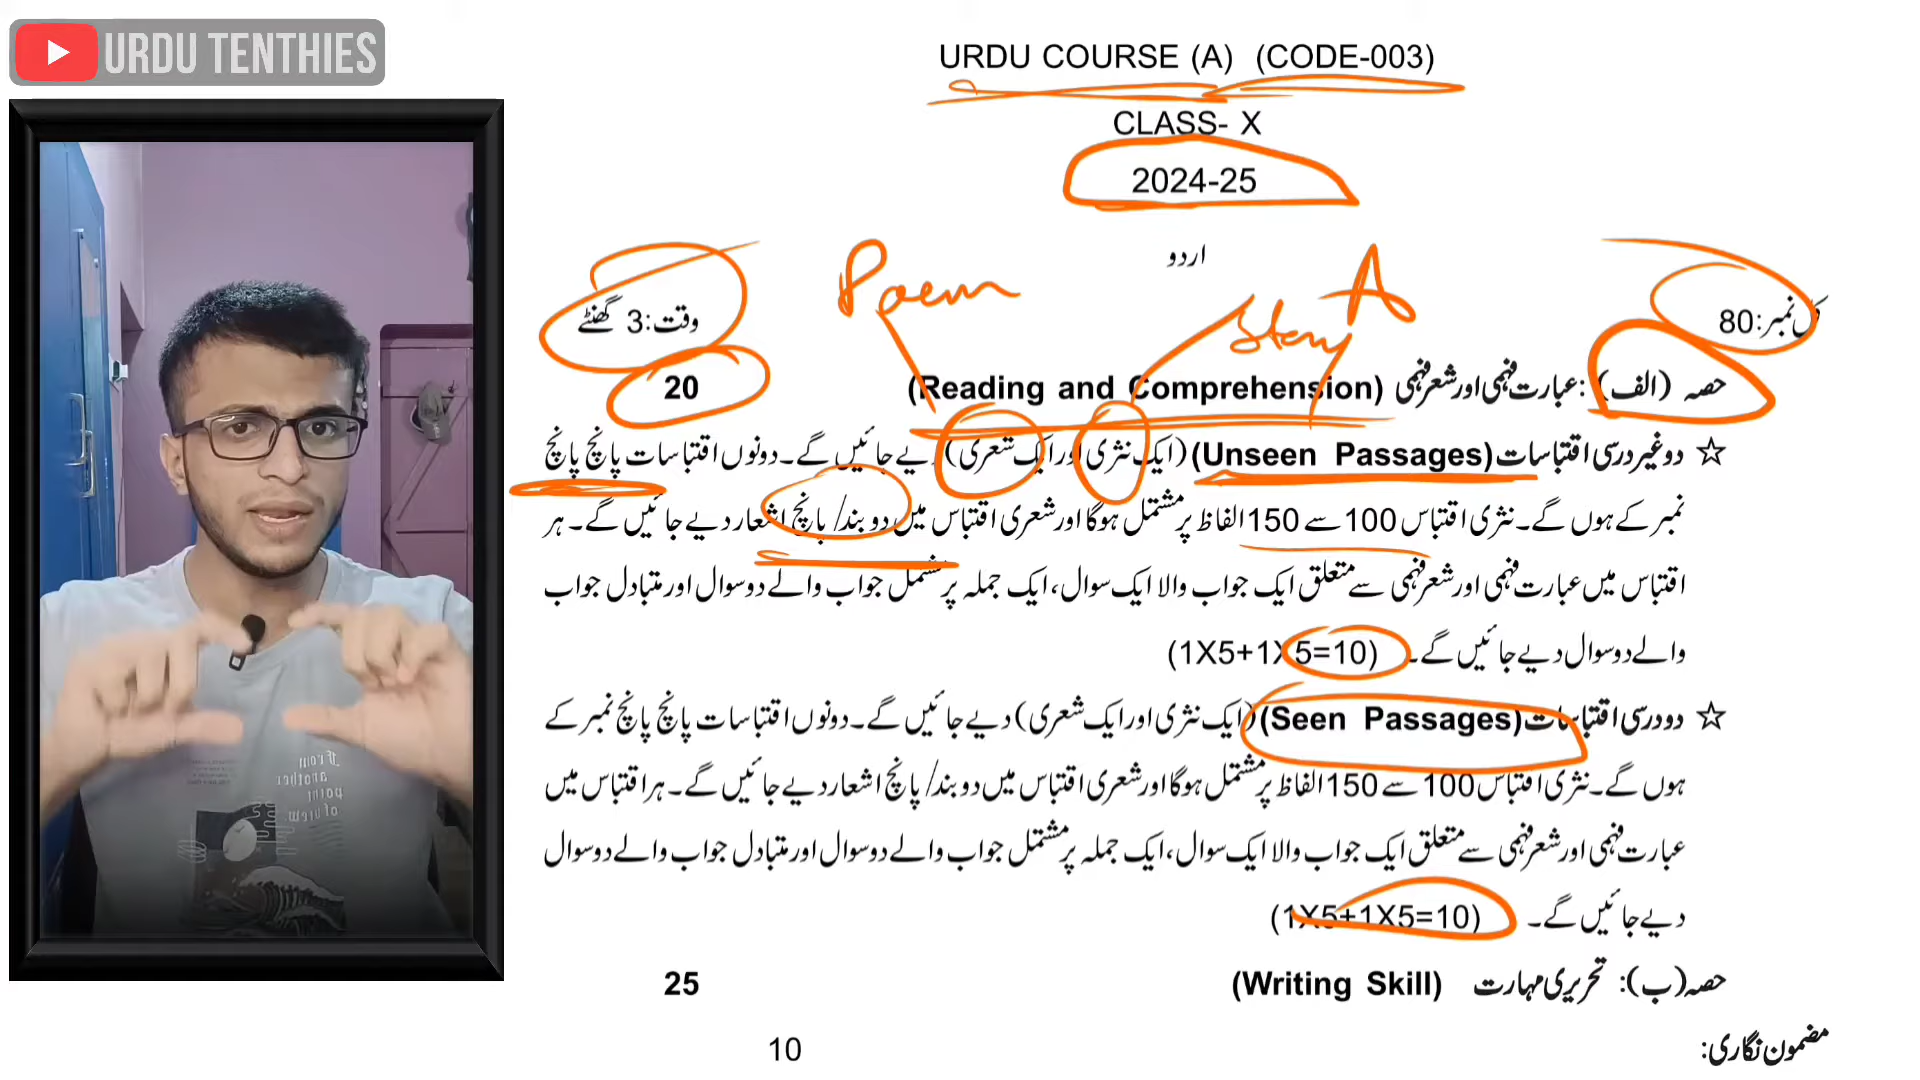 URDU TENTHIES
URDU COURSE (A) (CODE-003)
CLASS- X
2024-25
اردو
Poem
Story
A
کل نمبر:80
وقت:3 گھنٹے
حصہ (الف): عبارت فہمی اور شعر فہمی (Reading and Comprehension) 20
☆ دو غیر درسی اقتباسات (Unseen Passages) (ایک نثری اور ایک شعری) دیے جائیں گے۔ دونوں اقتباسات پانچ پانچ
نمبر کے ہوں گے۔ نثری اقتباس 100 سے 150 الفاظ پر مشتمل ہوگا اور شعری اقتباس میں دو بند/ پانچ اشعار دیے جائیں گے۔ ہر
اقتباس میں عبارت فہمی اور شعر فہمی سے متعلق ایک جواب والا ایک سوال، ایک جملہ پر مشتمل جواب والے دو سوال اور متبادل جواب
والے دو سوال دیے جائیں گے۔ (1X5+1X5=10)
☆ دو درسی اقتباسات (Seen Passages) (ایک نثری اور ایک شعری) دیے جائیں گے۔ دونوں اقتباسات پانچ پانچ نمبر کے
ہوں گے۔ نثری اقتباس 100 سے 150 الفاظ پر مشتمل ہوگا اور شعری اقتباس میں دو بند/ پانچ اشعار دیے جائیں گے۔ ہر اقتباس میں
عبارت فہمی اور شعر فہمی سے متعلق ایک جواب والا ایک سوال، ایک جملہ پر مشتمل جواب والے دو سوال اور متبادل جواب والے دو سوال
دیے جائیں گے۔ (1X5+1X5=10)
حصہ (ب): تحریری مہارت (Writing Skill) 25
مضمون نگاری: 10
from
another
point
of view.